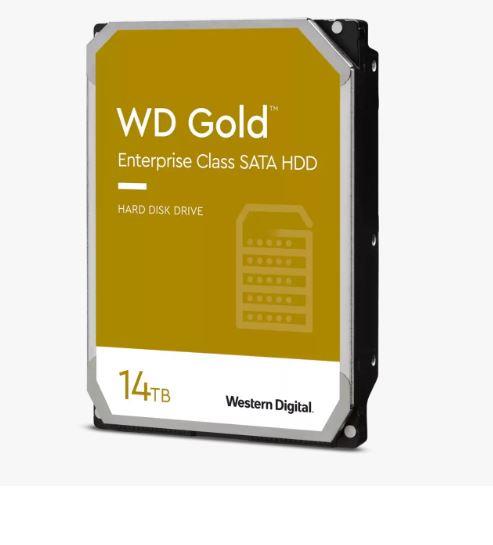 WD Gold™
Enterprise Class SATA HDD
HARD DISK DRIVE
14TB
Western Digital.